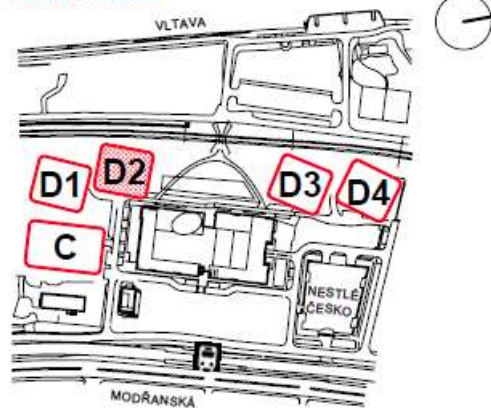 VLTAVA
D1
D2
D3
D4
C
NESTLÉ
ČESKO
MODŘANSKÁ